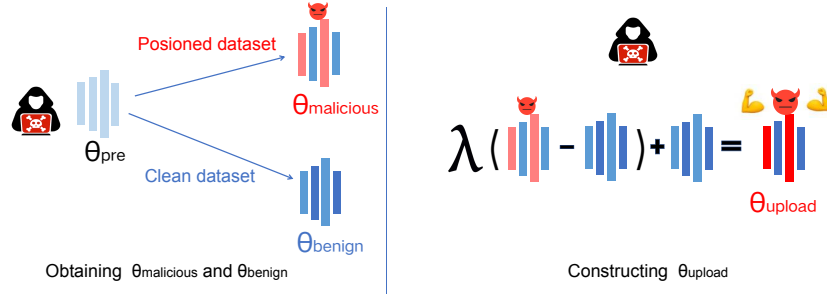 Posioned dataset
θmalicious
θpre
Clean dataset
θbenign
Obtaining θmalicious and θbenign
λ ( - ) + =
θupload
Constructing θupload